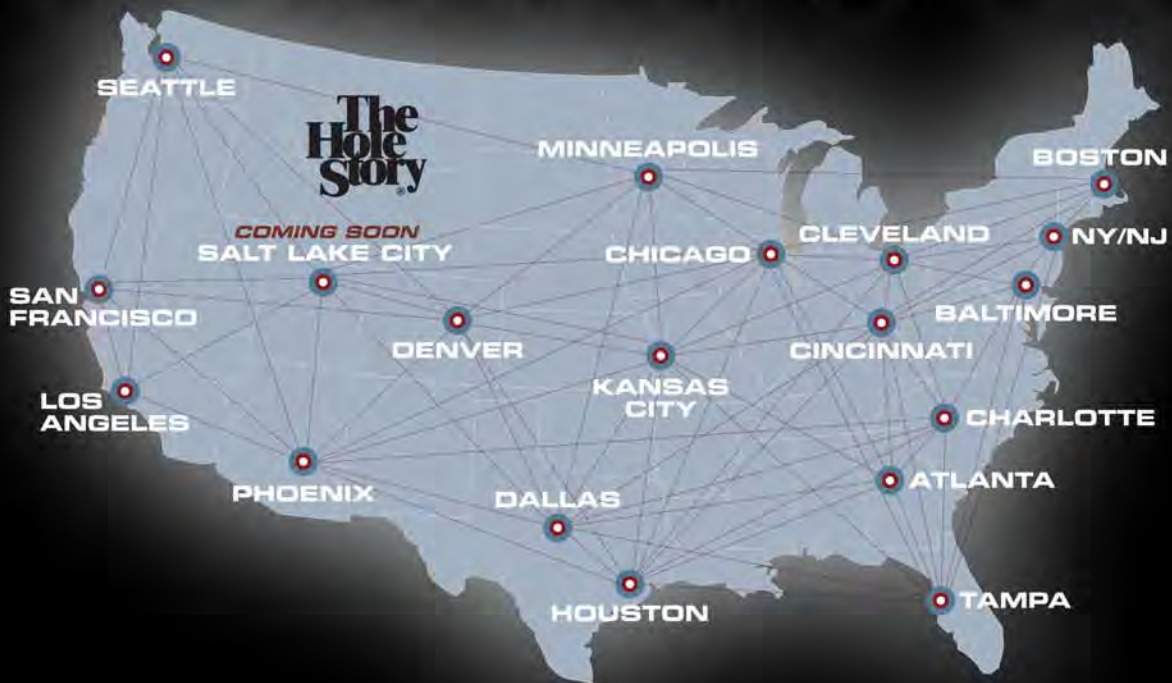 SEATTLE
The
Hole
Story
®
MINNEAPOLIS
BOSTON
COMING SOON
SALT LAKE CITY
CHICAGO
CLEVELAND
NY/NJ
SAN
FRANCISCO
DENVER
BALTIMORE
CINCINNATI
KANSAS
CITY
LOS
ANGELES
CHARLOTTE
PHOENIX
DALLAS
ATLANTA
HOUSTON
TAMPA